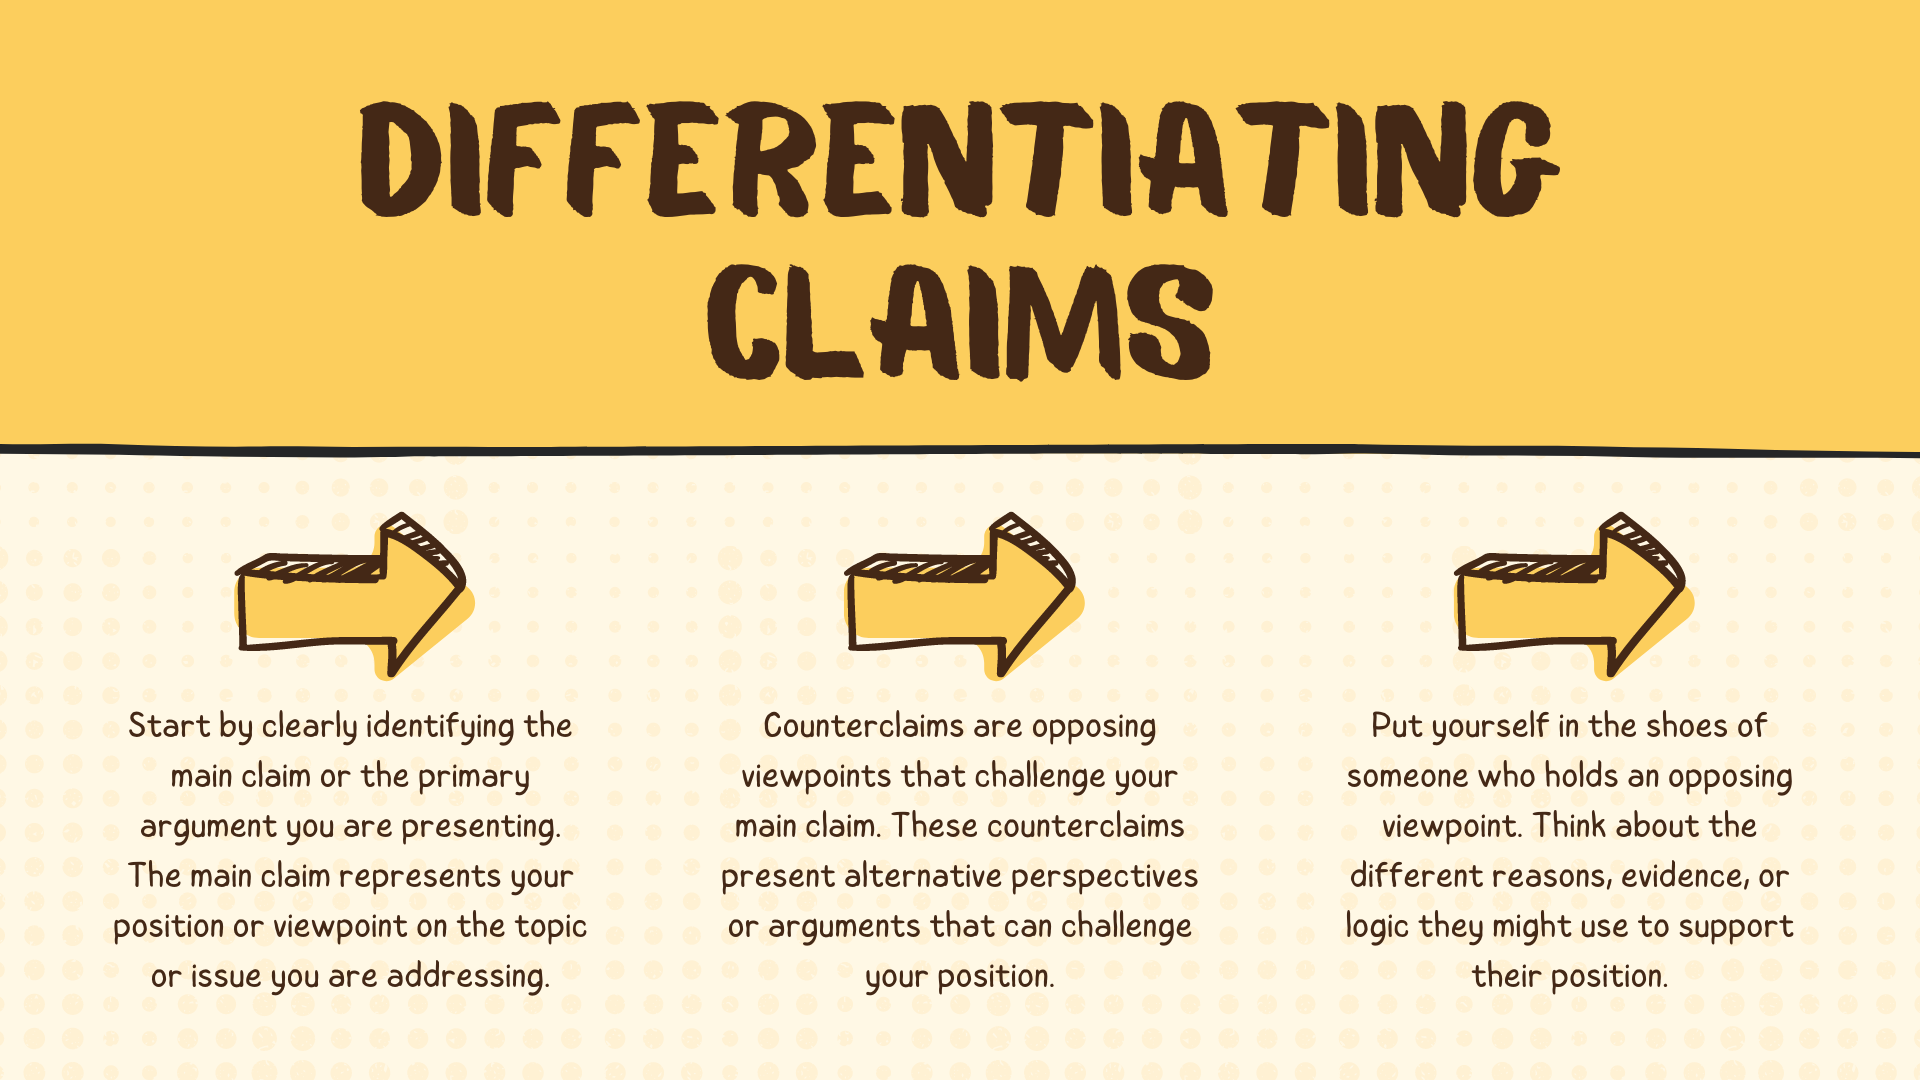 DIFFERENTIATING
CLAIMS
Start by clearly identifying the
main claim or the primary
argument you are presenting.
The main claim represents your
position or viewpoint on the topic
or issue you are addressing.
Counterclaims are opposing
viewpoints that challenge your
main claim. These counterclaims
present alternative perspectives
or arguments that can challenge
your position.
Put yourself in the shoes of
someone who holds an opposing
viewpoint. Think about the
different reasons, evidence, or
logic they might use to support
their position.